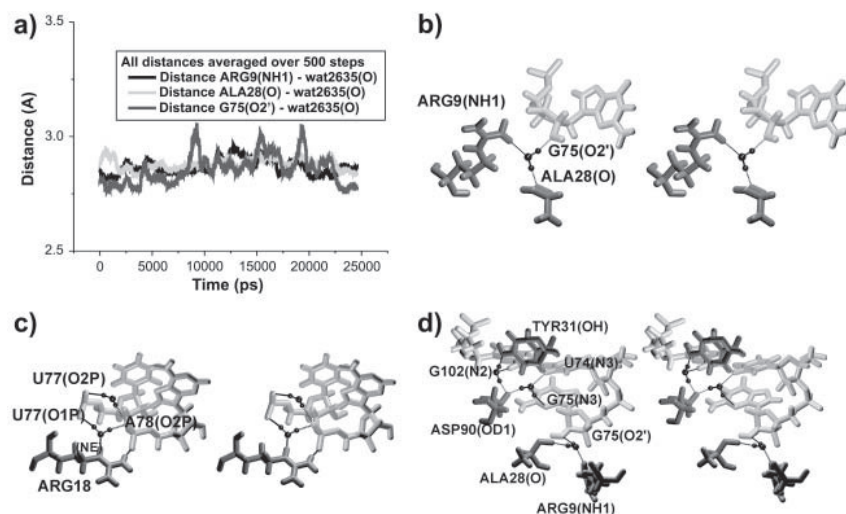 a)
3.5
3.0
2.5
Distance (A)
All distances averaged over 500 steps
Distance ARG9(NH1) - wat2635(O)
Distance ALA28(O) - wat2635(O)
Distance G75(O2') - wat2635(O)
0 5000 10000 15000 20000 25000
Time (ps)
b)
ARG9(NH1)
G75(O2')
ALA28(O)
c)
U77(O2P)
U77(O1P)
A78(O2P)
(NE)
ARG18
d)
TYR31(OH)
G102(N2)
U74(N3)
G75(N3)
ASP90(OD1)
G75(O2')
ALA28(O)
ARG9(NH1)